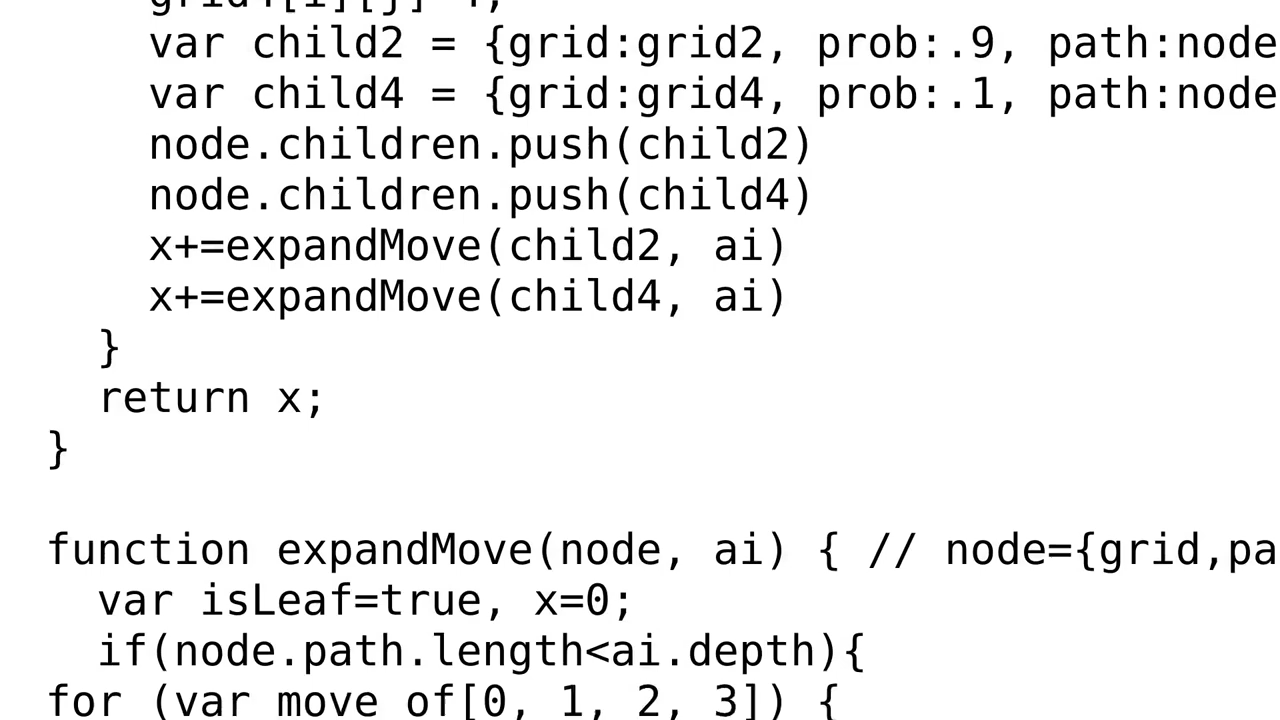 var child2 = {grid:grid2, prob:.9, path:node
var child4 = {grid:grid4, prob:.1, path:node
node.children.push(child2)
node.children.push(child4)
x+=expandMove(child2, ai)
x+=expandMove(child4, ai)
}
return x;
}
function expandMove(node, ai) { // node={grid,pa
var isLeaf=true, x=0;
if(node.path.length<ai.depth){
for (var move of[0, 1, 2, 3]) {